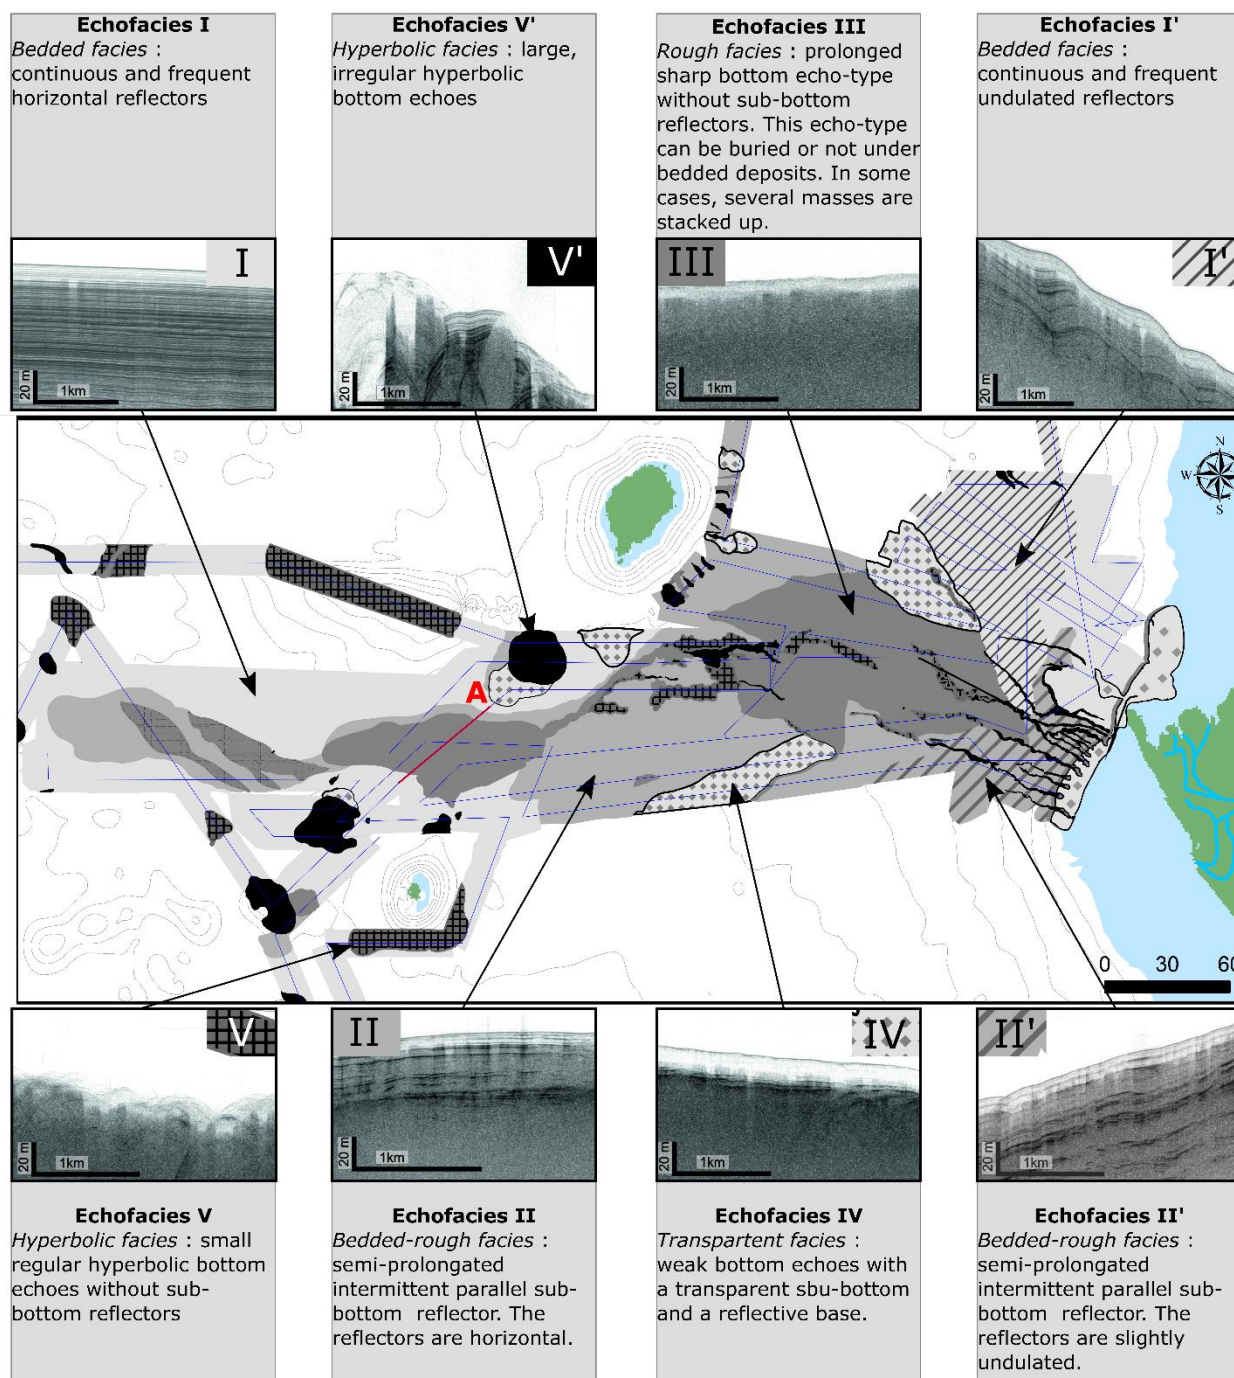 Echofacies I
Bedded facies :
continuous and frequent
horizontal reflectors
Echofacies V'
Hyperbolic facies : large,
irregular hyperbolic
bottom echoes
Echofacies III
Rough facies : prolonged
sharp bottom echo-type
without sub-bottom
reflectors. This echo-type
can be buried or not under
bedded deposits. In some
cases, several masses are
stacked up.
Echofacies I'
Bedded facies :
continuous and frequent
undulated reflectors
I
20 m
1km
V'
20 m
1km
III
20 m
1km
I'
20 m
1km
N
W
E
S
A
0 30 60
V
20 m
1km
II
20 m
1km
IV
20 m
1km
II'
20 m
1km
Echofacies V
Hyperbolic facies : small
regular hyperbolic bottom
echoes without sub-
bottom reflectors
Echofacies II
Bedded-rough facies :
semi-prolongated
intermittent parallel sub-
bottom reflector. The
reflectors are horizontal.
Echofacies IV
Transpartent facies :
weak bottom echoes with
a transparent sbu-bottom
and a reflective base.
Echofacies II'
Bedded-rough facies :
semi-prolongated
intermittent parallel sub-
bottom reflector. The
reflectors are slightly
undulated.